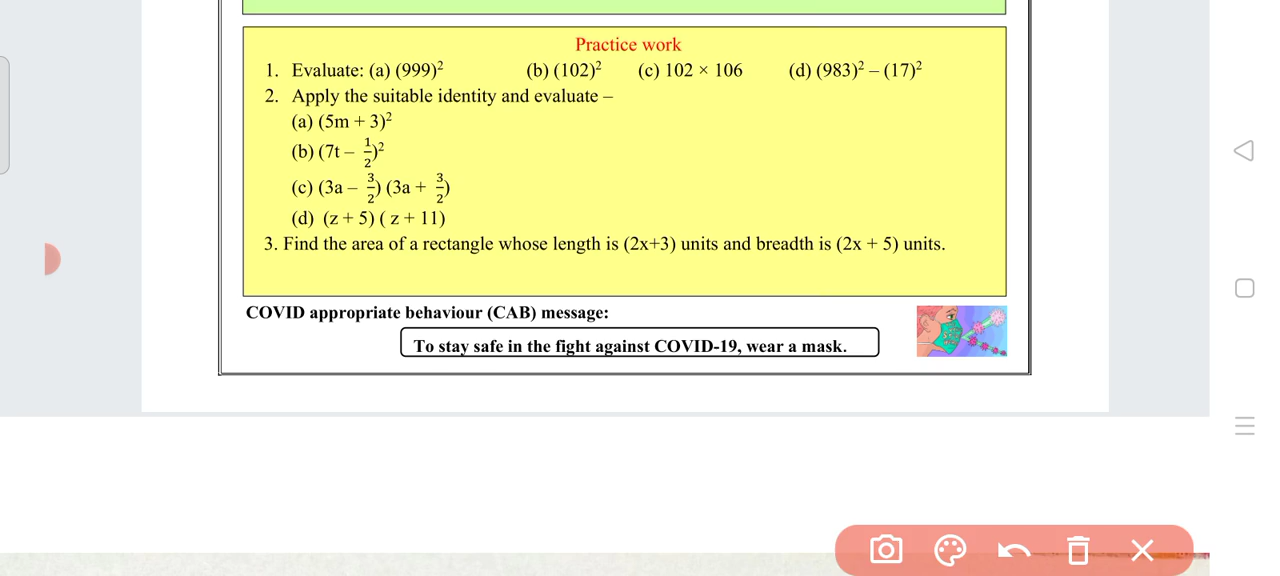 Practice work
1. Evaluate: (a) (999)² (b) (102)² (c) 102 × 106 (d) (983)² – (17)²
2. Apply the suitable identity and evaluate –
(a) (5m + 3)²
(b) (7t – 1/2)²
(c) (3a – 3/2) (3a + 3/2)
(d) (z + 5) ( z + 11)
3. Find the area of a rectangle whose length is (2x+3) units and breadth is (2x + 5) units.
COVID appropriate behaviour (CAB) message:
To stay safe in the fight against COVID-19, wear a mask.